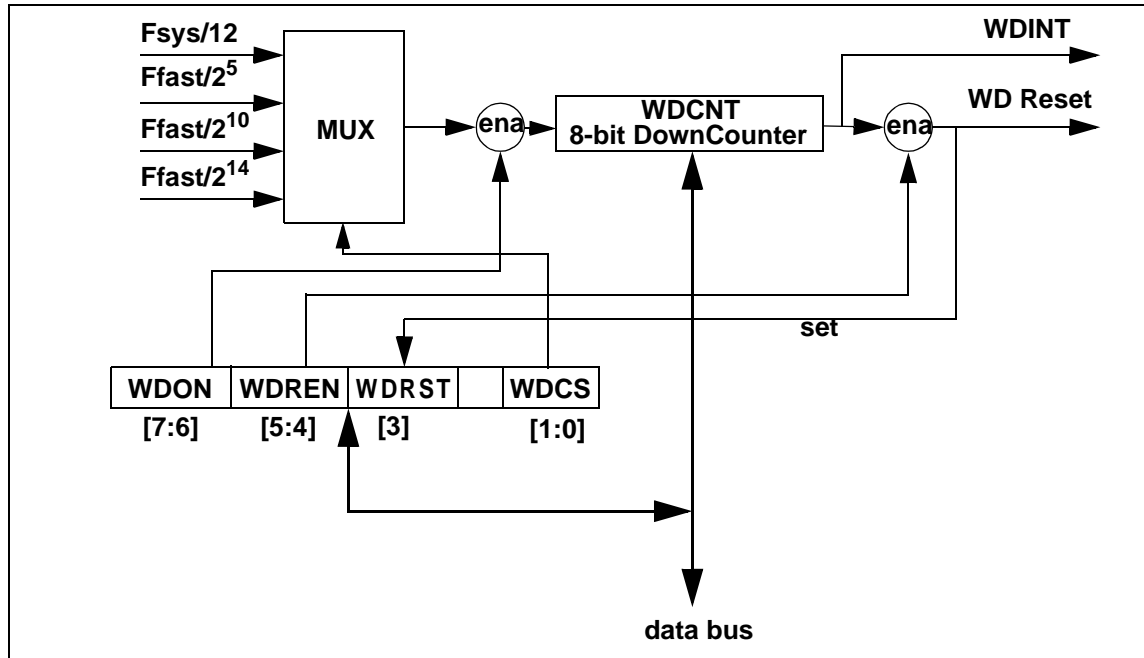 Fsys/12
Ffast/2^5
Ffast/2^10
Ffast/2^14
MUX
ena
WDCNT
8-bit DownCounter
ena
WDINT
WD Reset
set
WDON
WDREN
WDRST
WDCS
[7:6]
[5:4]
[3]
[1:0]
data bus